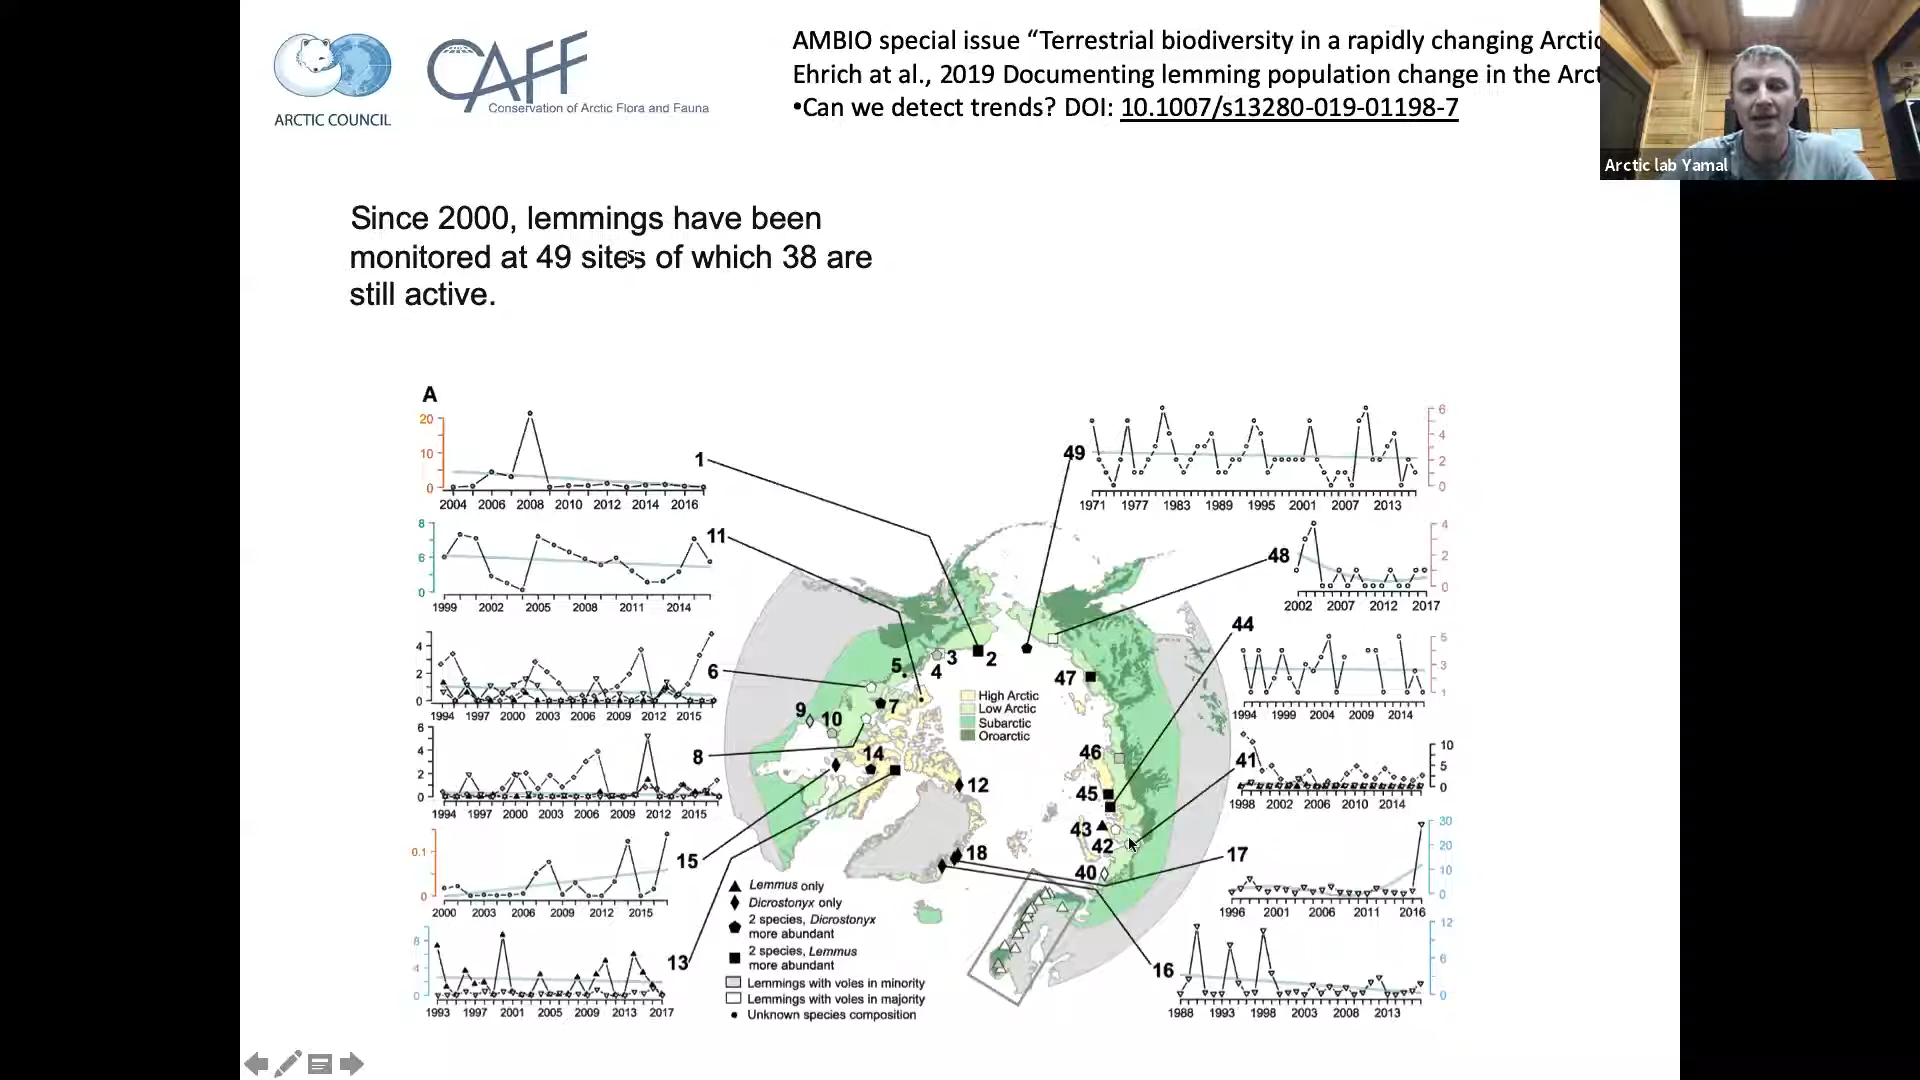 ARCTIC COUNCIL
CAFF
Conservation of Arctic Flora and Fauna
AMBIO special issue “Terrestrial biodiversity in a rapidly changing Arctic
Ehrich at al., 2019 Documenting lemming population change in the Arct
•Can we detect trends? DOI: 10.1007/s13280-019-01198-7
Arctic lab Yamal
Since 2000, lemmings have been
monitored at 49 sites of which 38 are
still active.
A
20
10
0
2004 2006 2008 2010 2012 2014 2016
1
8
6
0
1999 2002 2005 2008 2011 2014
11
4
2
0
1994 1997 2000 2003 2006 2009 2012 2015
6
6
4
2
0
1994 1997 2000 2003 2006 2009 2012 2015
8
0.1
0
2000 2003 2006 2009 2012 2015
15
8
4
0
1993 1997 2001 2005 2009 2013 2017
13
49
6
4
2
0
1971 1977 1983 1989 1995 2001 2007 2013
48
4
2
0
2002 2007 2012 2017
44
5
3
1
1994 1999 2004 2009 2014
41
10
5
0
1998 2002 2006 2010 2014
17
30
20
10
0
1996 2001 2006 2011 2016
16
12
6
0
1988 1993 1998 2003 2008 2013
5
3
4
2
47
7
9
10
14
12
18
46
45
43
42
40
High Arctic
Low Arctic
Subarctic
Oroarctic
Lemmus only
Dicrostonyx only
2 species, Dicrostonyx
more abundant
2 species, Lemmus
more abundant
Lemmings with voles in minority
Lemmings with voles in majority
Unknown species composition